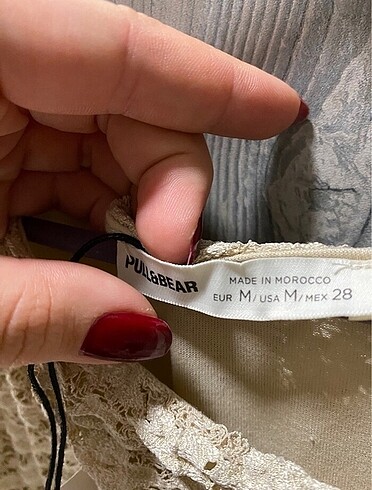 PULL&BEAR
MADE IN MOROCCO
EUR M/USA M/MEX 28